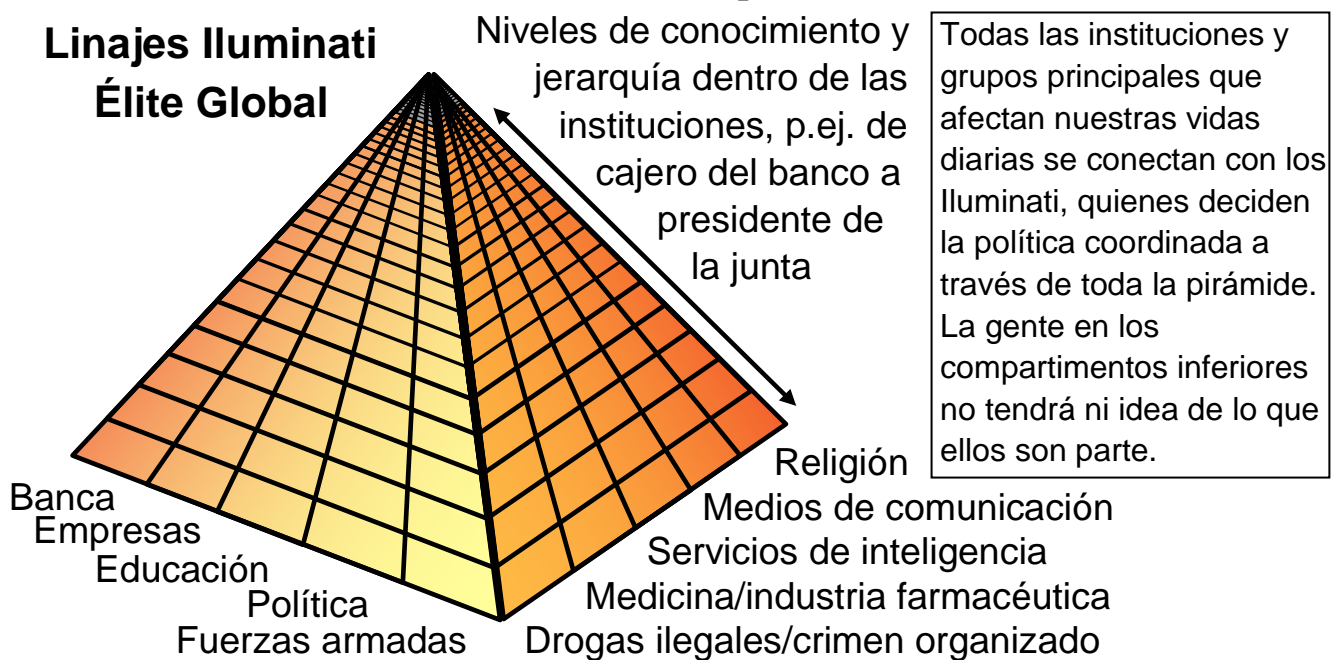 Linajes Iluminati
Élite Global
Niveles de conocimiento y
jerarquía dentro de las
instituciones, p.ej. de
cajero del banco a
presidente de
la junta
Todas las instituciones y
grupos principales que
afectan nuestras vidas
diarias se conectan con los
Iluminati, quienes deciden
la política coordinada a
través de toda la pirámide.
La gente en los
compartimentos inferiores
no tendrá ni idea de lo que
ellos son parte.
Banca
Empresas
Educación
Política
Fuerzas armadas
Religión
Medios de comunicación
Servicios de inteligencia
Medicina/industria farmacéutica
Drogas ilegales/crimen organizado